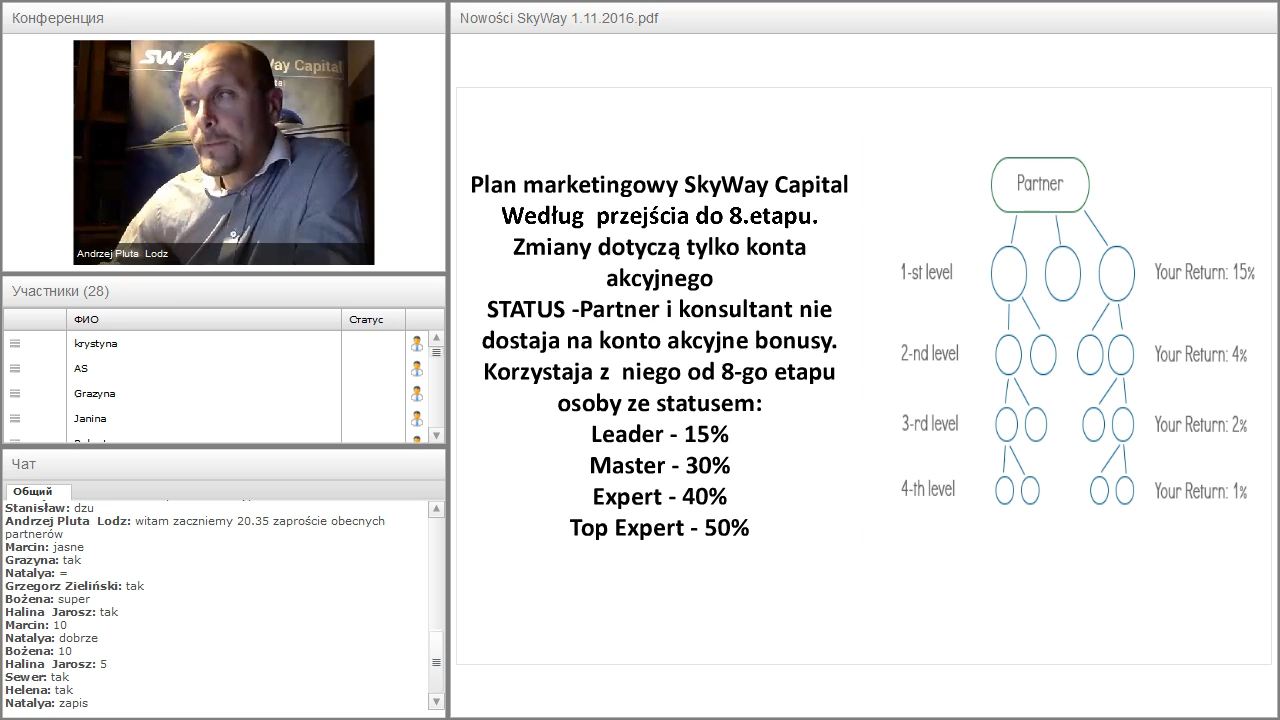 Конференция
SW
ay Capital
Andrzej Pluta Lodz
Участники (28)
ФИО Статус
krystyna
AS
Grazyna
Janina
Чат
Общий
Stanisław: dzu
Andrzej Pluta Lodz: witam zaczniemy 20.35 zaproście obecnych
partnerów
Marcin: jasne
Grazyna: tak
Natalya: =
Grzegorz Zieliński: tak
Bożena: super
Halina Jarosz: tak
Marcin: 10
Natalya: dobrze
Bożena: 10
Halina Jarosz: 5
Sewer: tak
Helena: tak
Natalya: zapis
Nowości SkyWay 1.11.2016.pdf
Plan marketingowy SkyWay Capital
Według przejścia do 8.etapu.
Zmiany dotyczą tylko konta
akcyjnego
STATUS -Partner i konsultant nie
dostaja na konto akcyjne bonusy.
Korzystaja z niego od 8-go etapu
osoby ze statusem:
Leader - 15%
Master - 30%
Expert - 40%
Top Expert - 50%
Partner
1-st level Your Return: 15%
2-nd level Your Return: 4%
3-rd level Your Return: 2%
4-th level Your Return: 1%